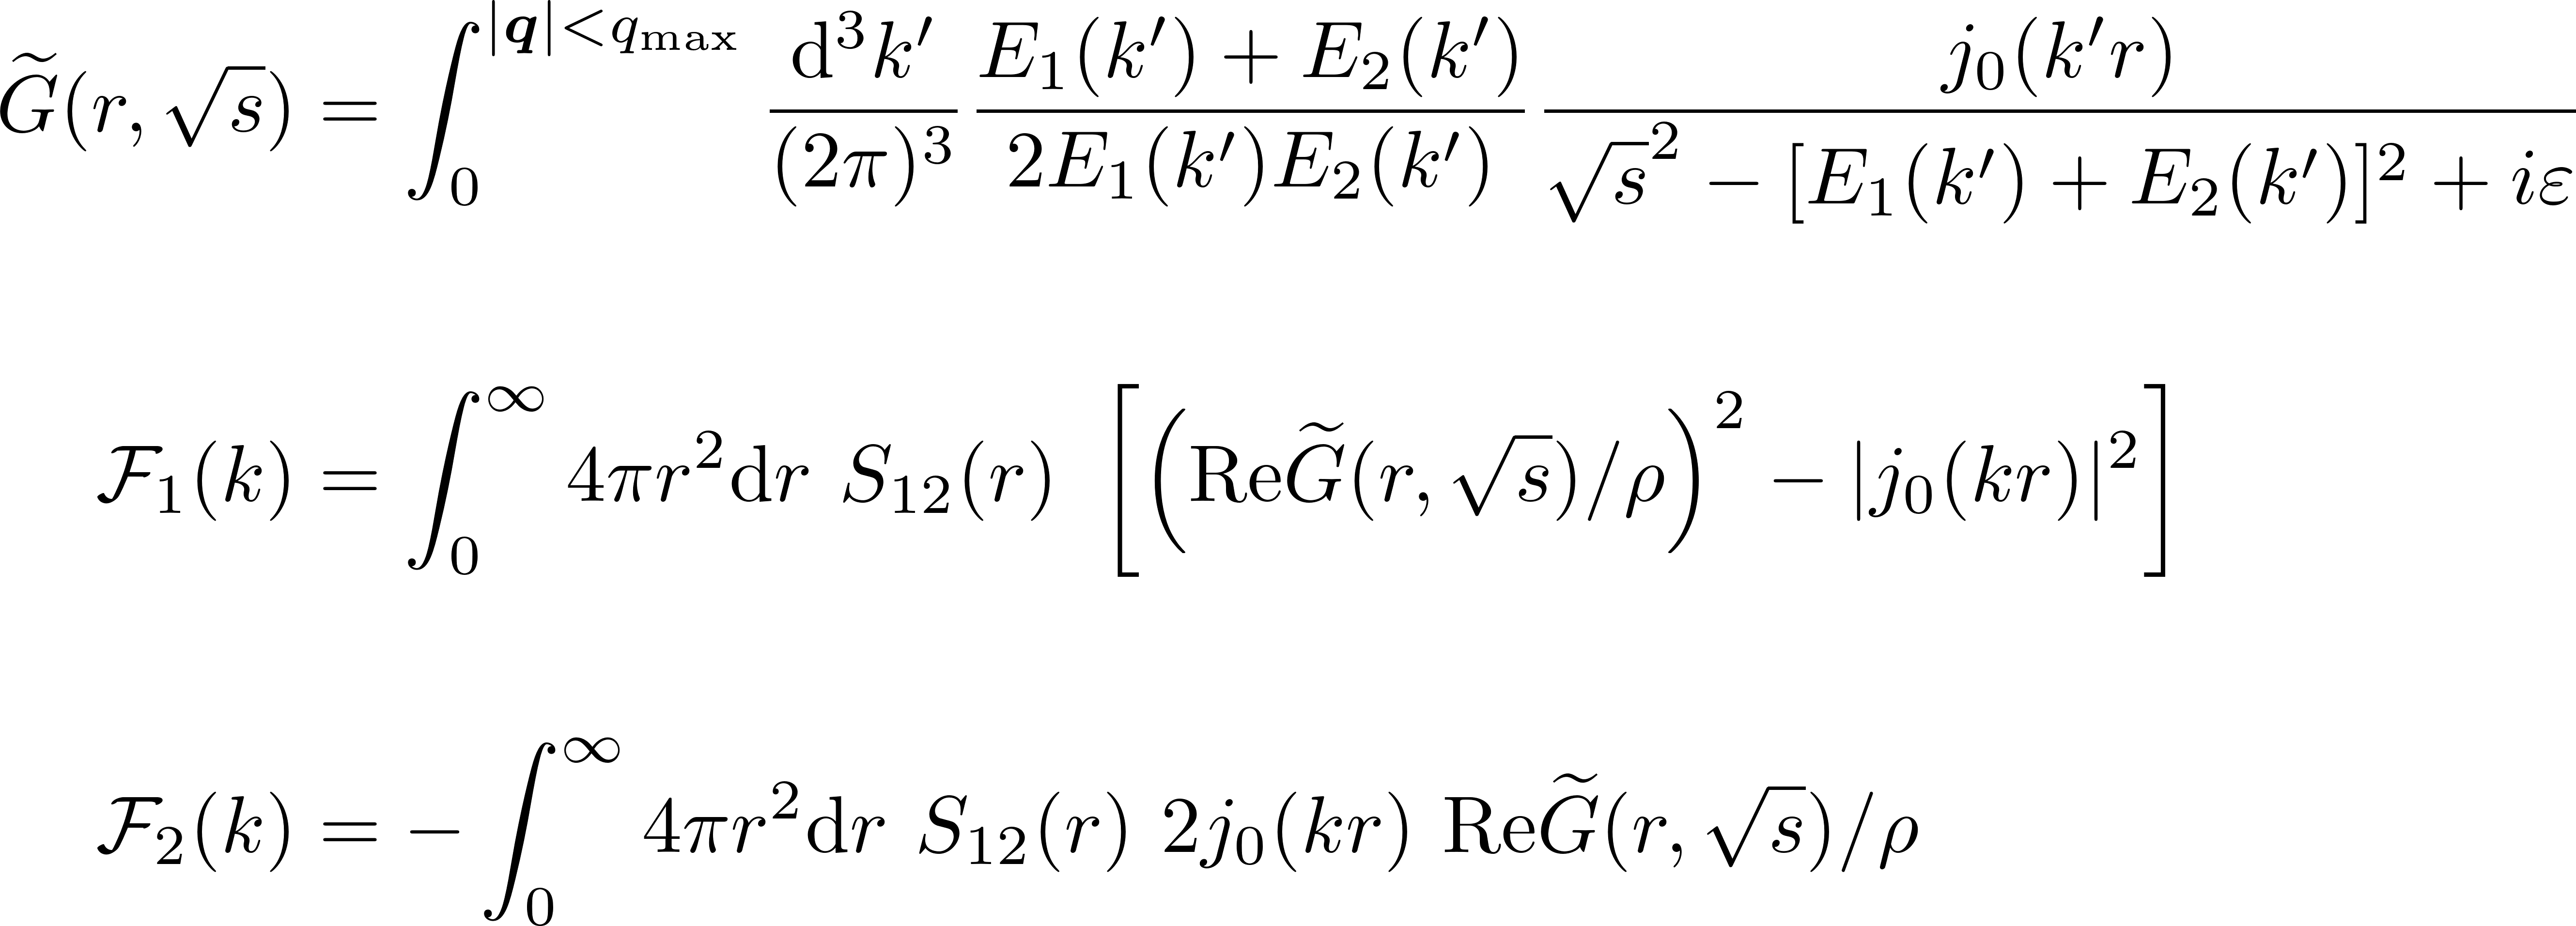 \widetilde{G}(r,\sqrt{s}) = \int_0^{|\boldsymbol{q}|<q_{\mathrm{max}}} \frac{\mathrm{d}^3k'}{(2\pi)^3} \frac{E_1(k')+E_2(k')}{2E_1(k')E_2(k')} \frac{j_0(k'r)}{\sqrt{s}^2-[E_1(k')+E_2(k')]^2+i\varepsilon}
\mathcal{F}_1(k) = \int_0^\infty 4\pi r^2 \mathrm{d}r \ S_{12}(r) \ \left[\left(\mathrm{Re}\widetilde{G}(r,\sqrt{s})/\rho\right)^2 - |j_0(kr)|^2\right]
\mathcal{F}_2(k) = -\int_0^\infty 4\pi r^2 \mathrm{d}r \ S_{12}(r) \ 2j_0(kr) \ \mathrm{Re}\widetilde{G}(r,\sqrt{s})/\rho